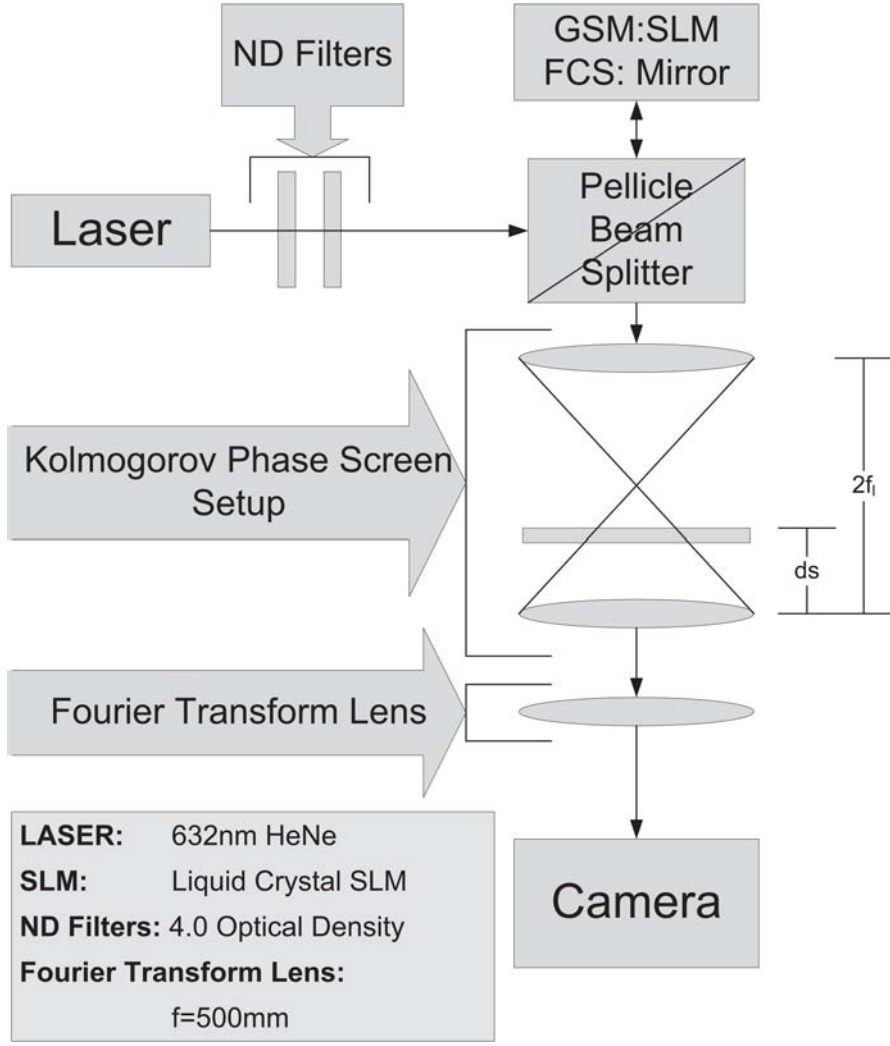 ND Filters
GSM:SLM
FCS: Mirror
Laser
Pellicle
Beam
Splitter
Kolmogorov Phase Screen
Setup
2fl
ds
Fourier Transform Lens
LASER: 632nm HeNe
SLM: Liquid Crystal SLM
ND Filters: 4.0 Optical Density
Fourier Transform Lens:
f=500mm
Camera